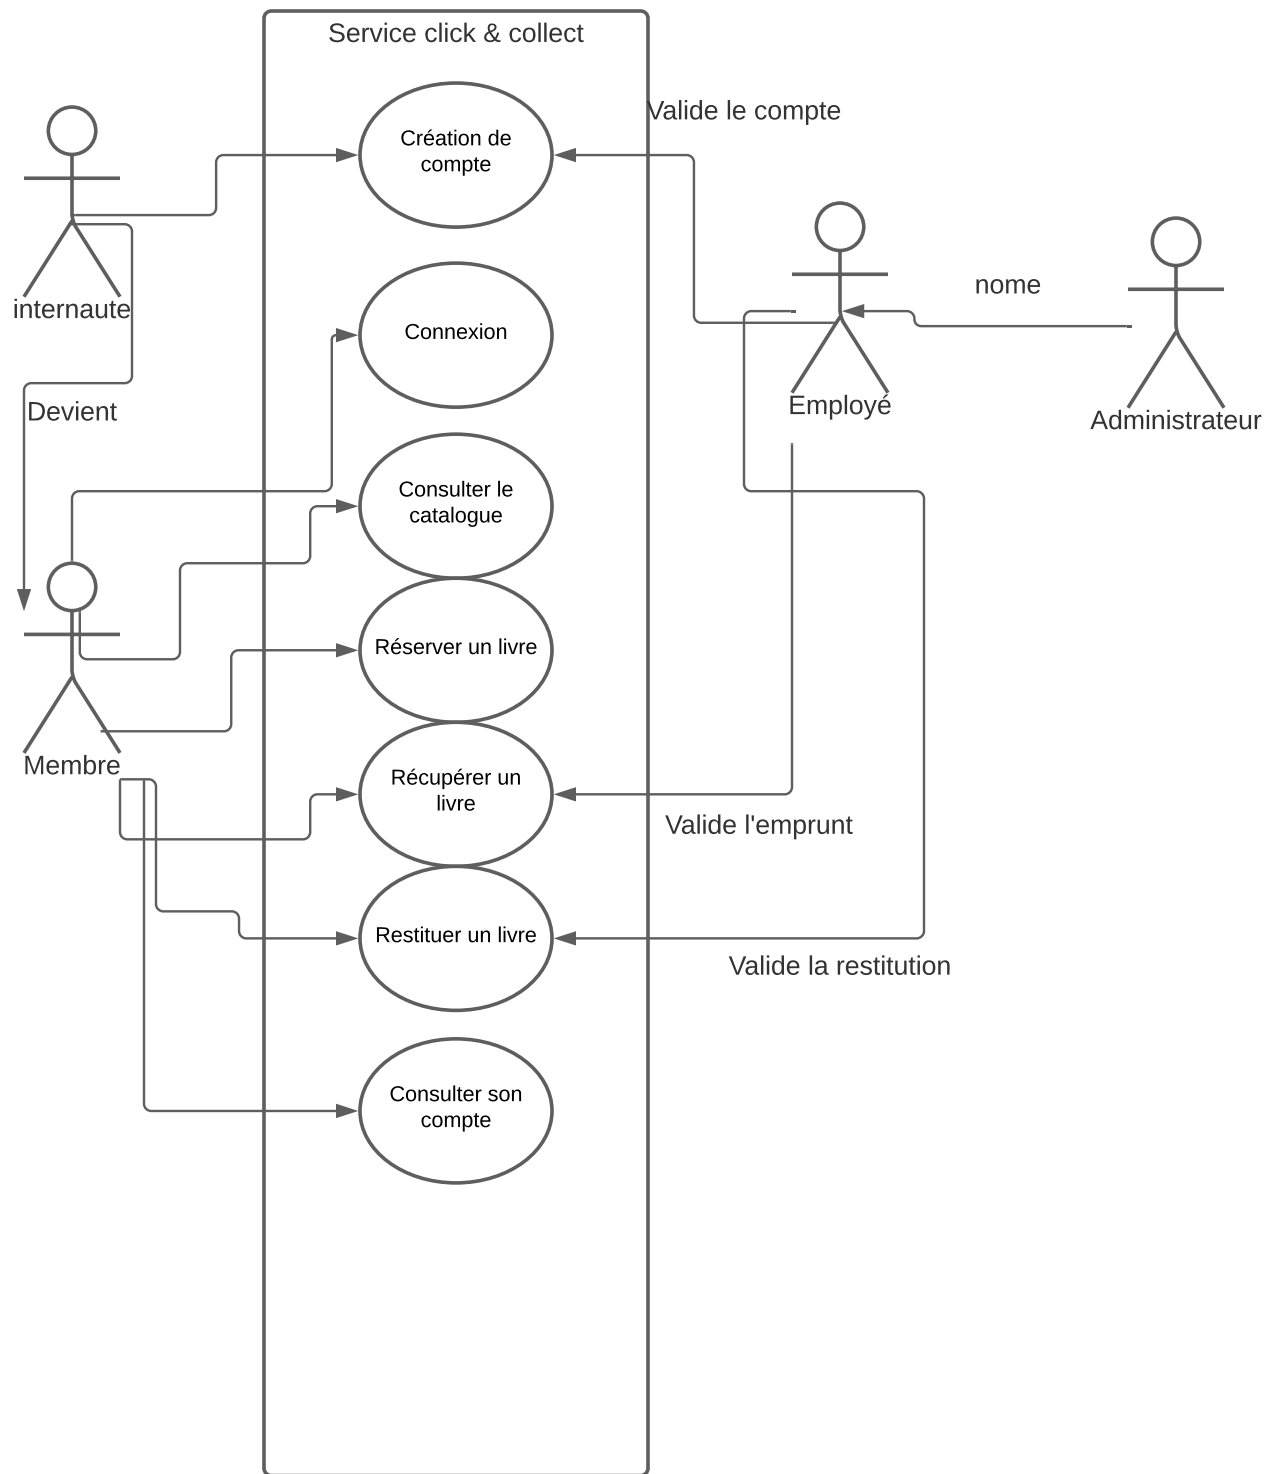 Service click & collect
Valide le compte
Création de
compte
nome
internaute
Connexion
Employé
Devient
Administrateur
Consulter le
catalogue
Réserver un livre
Membre
Récupérer un
livre
Valide l'emprunt
Restituer un livre
Valide la restitution
Consulter son
compte